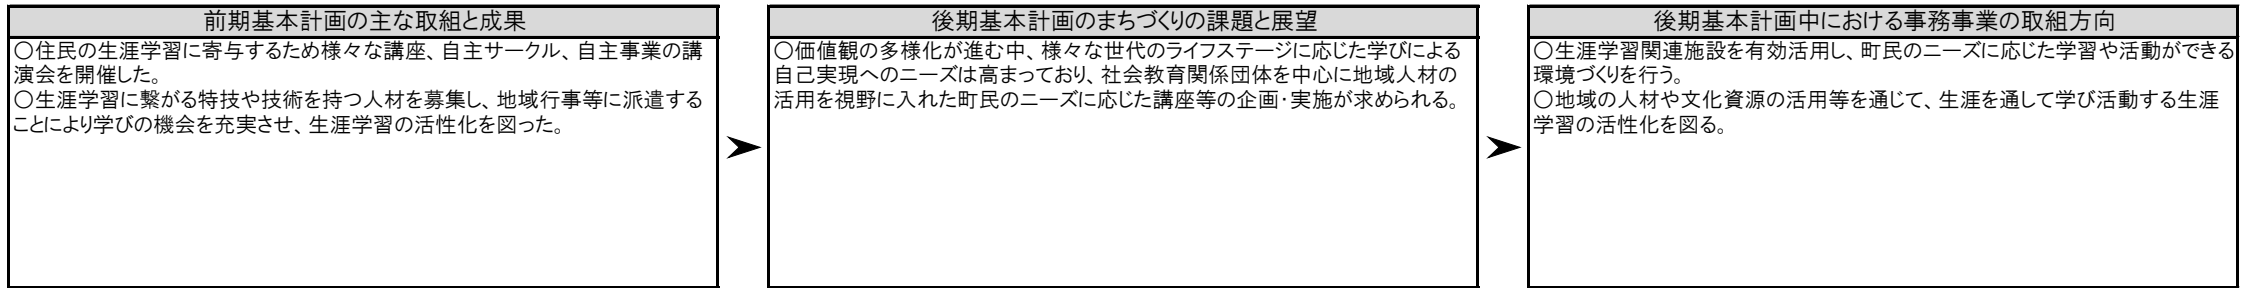 前期基本計画の主な取組と成果
○住民の生涯学習に寄与するため様々な講座、自主サークル、自主事業の講
演会を開催した。
○生涯学習に繋がる特技や技術を持つ人材を募集し、地域行事等に派遣する
ことにより学びの機会を充実させ、生涯学習の活性化を図った。
後期基本計画のまちづくりの課題と展望
○価値観の多様化が進む中、様々な世代のライフステージに応じた学びによる
自己実現へのニーズは高まっており、社会教育関係団体を中心に地域人材の
活用を視野に入れた町民のニーズに応じた講座等の企画・実施が求められる。
後期基本計画中における事務事業の取組方向
○生涯学習関連施設を有効活用し、町民のニーズに応じた学習や活動ができる
環境づくりを行う。
○地域の人材や文化資源の活用等を通じて、生涯を通して学び活動する生涯
学習の活性化を図る。